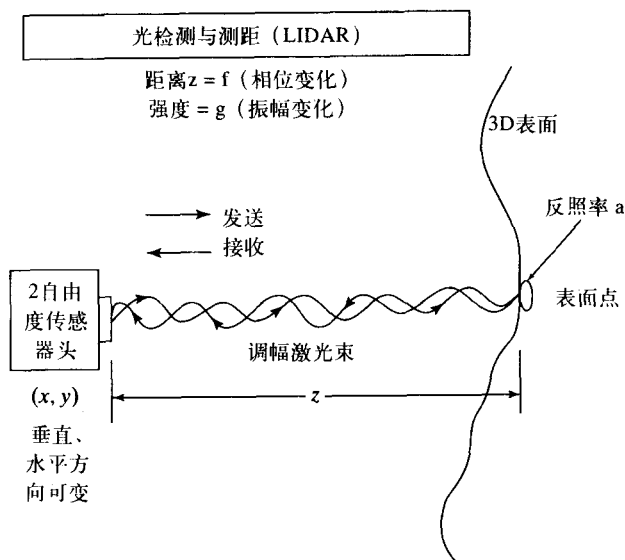 光检测与测距（LIDAR）
距离z = f（相位变化）
强度 = g（振幅变化）
3D表面
反照率 a
发送
接收
2自由
度传感
器头
表面点
调幅激光束
(x, y)
z
垂直、
水平方
向可变